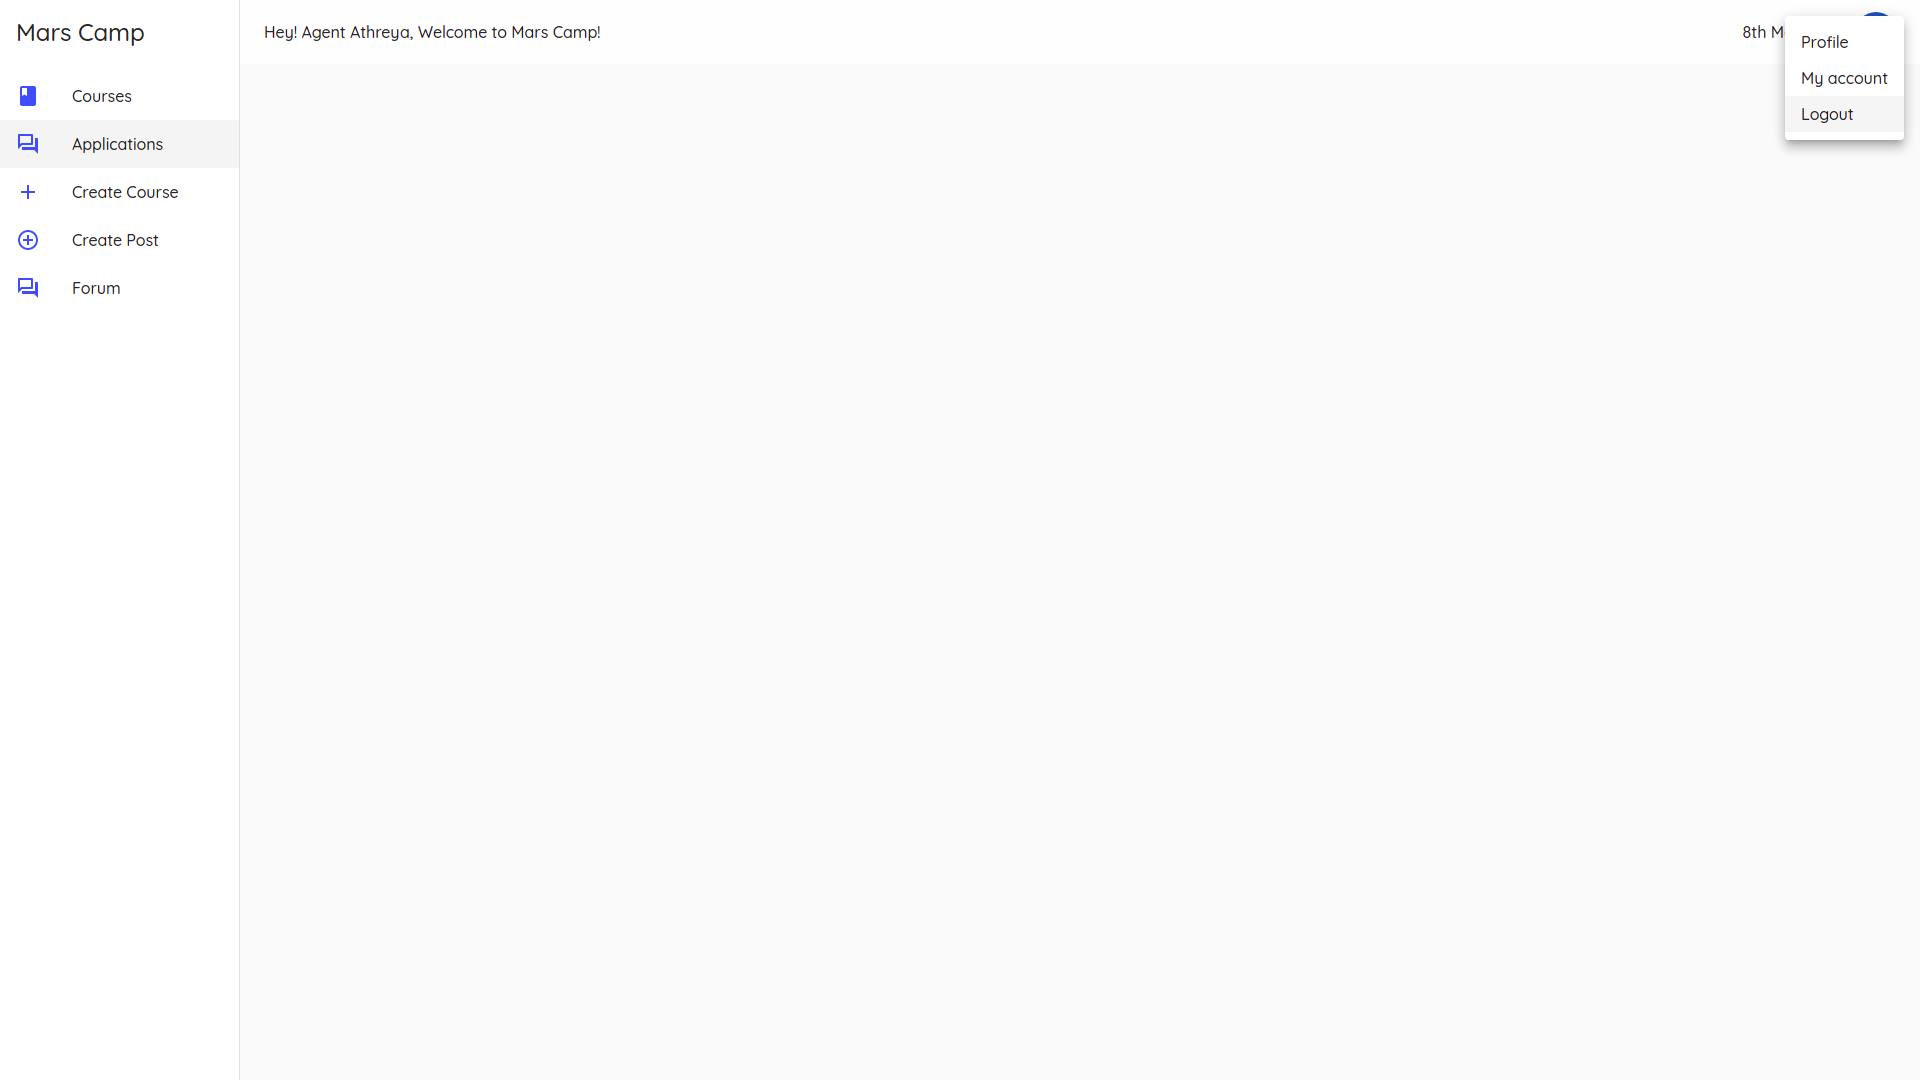 Mars Camp
Courses
Applications
Create Course
Create Post
Forum
Hey! Agent Athreya, Welcome to Mars Camp!
8th
Profile
My account
Logout